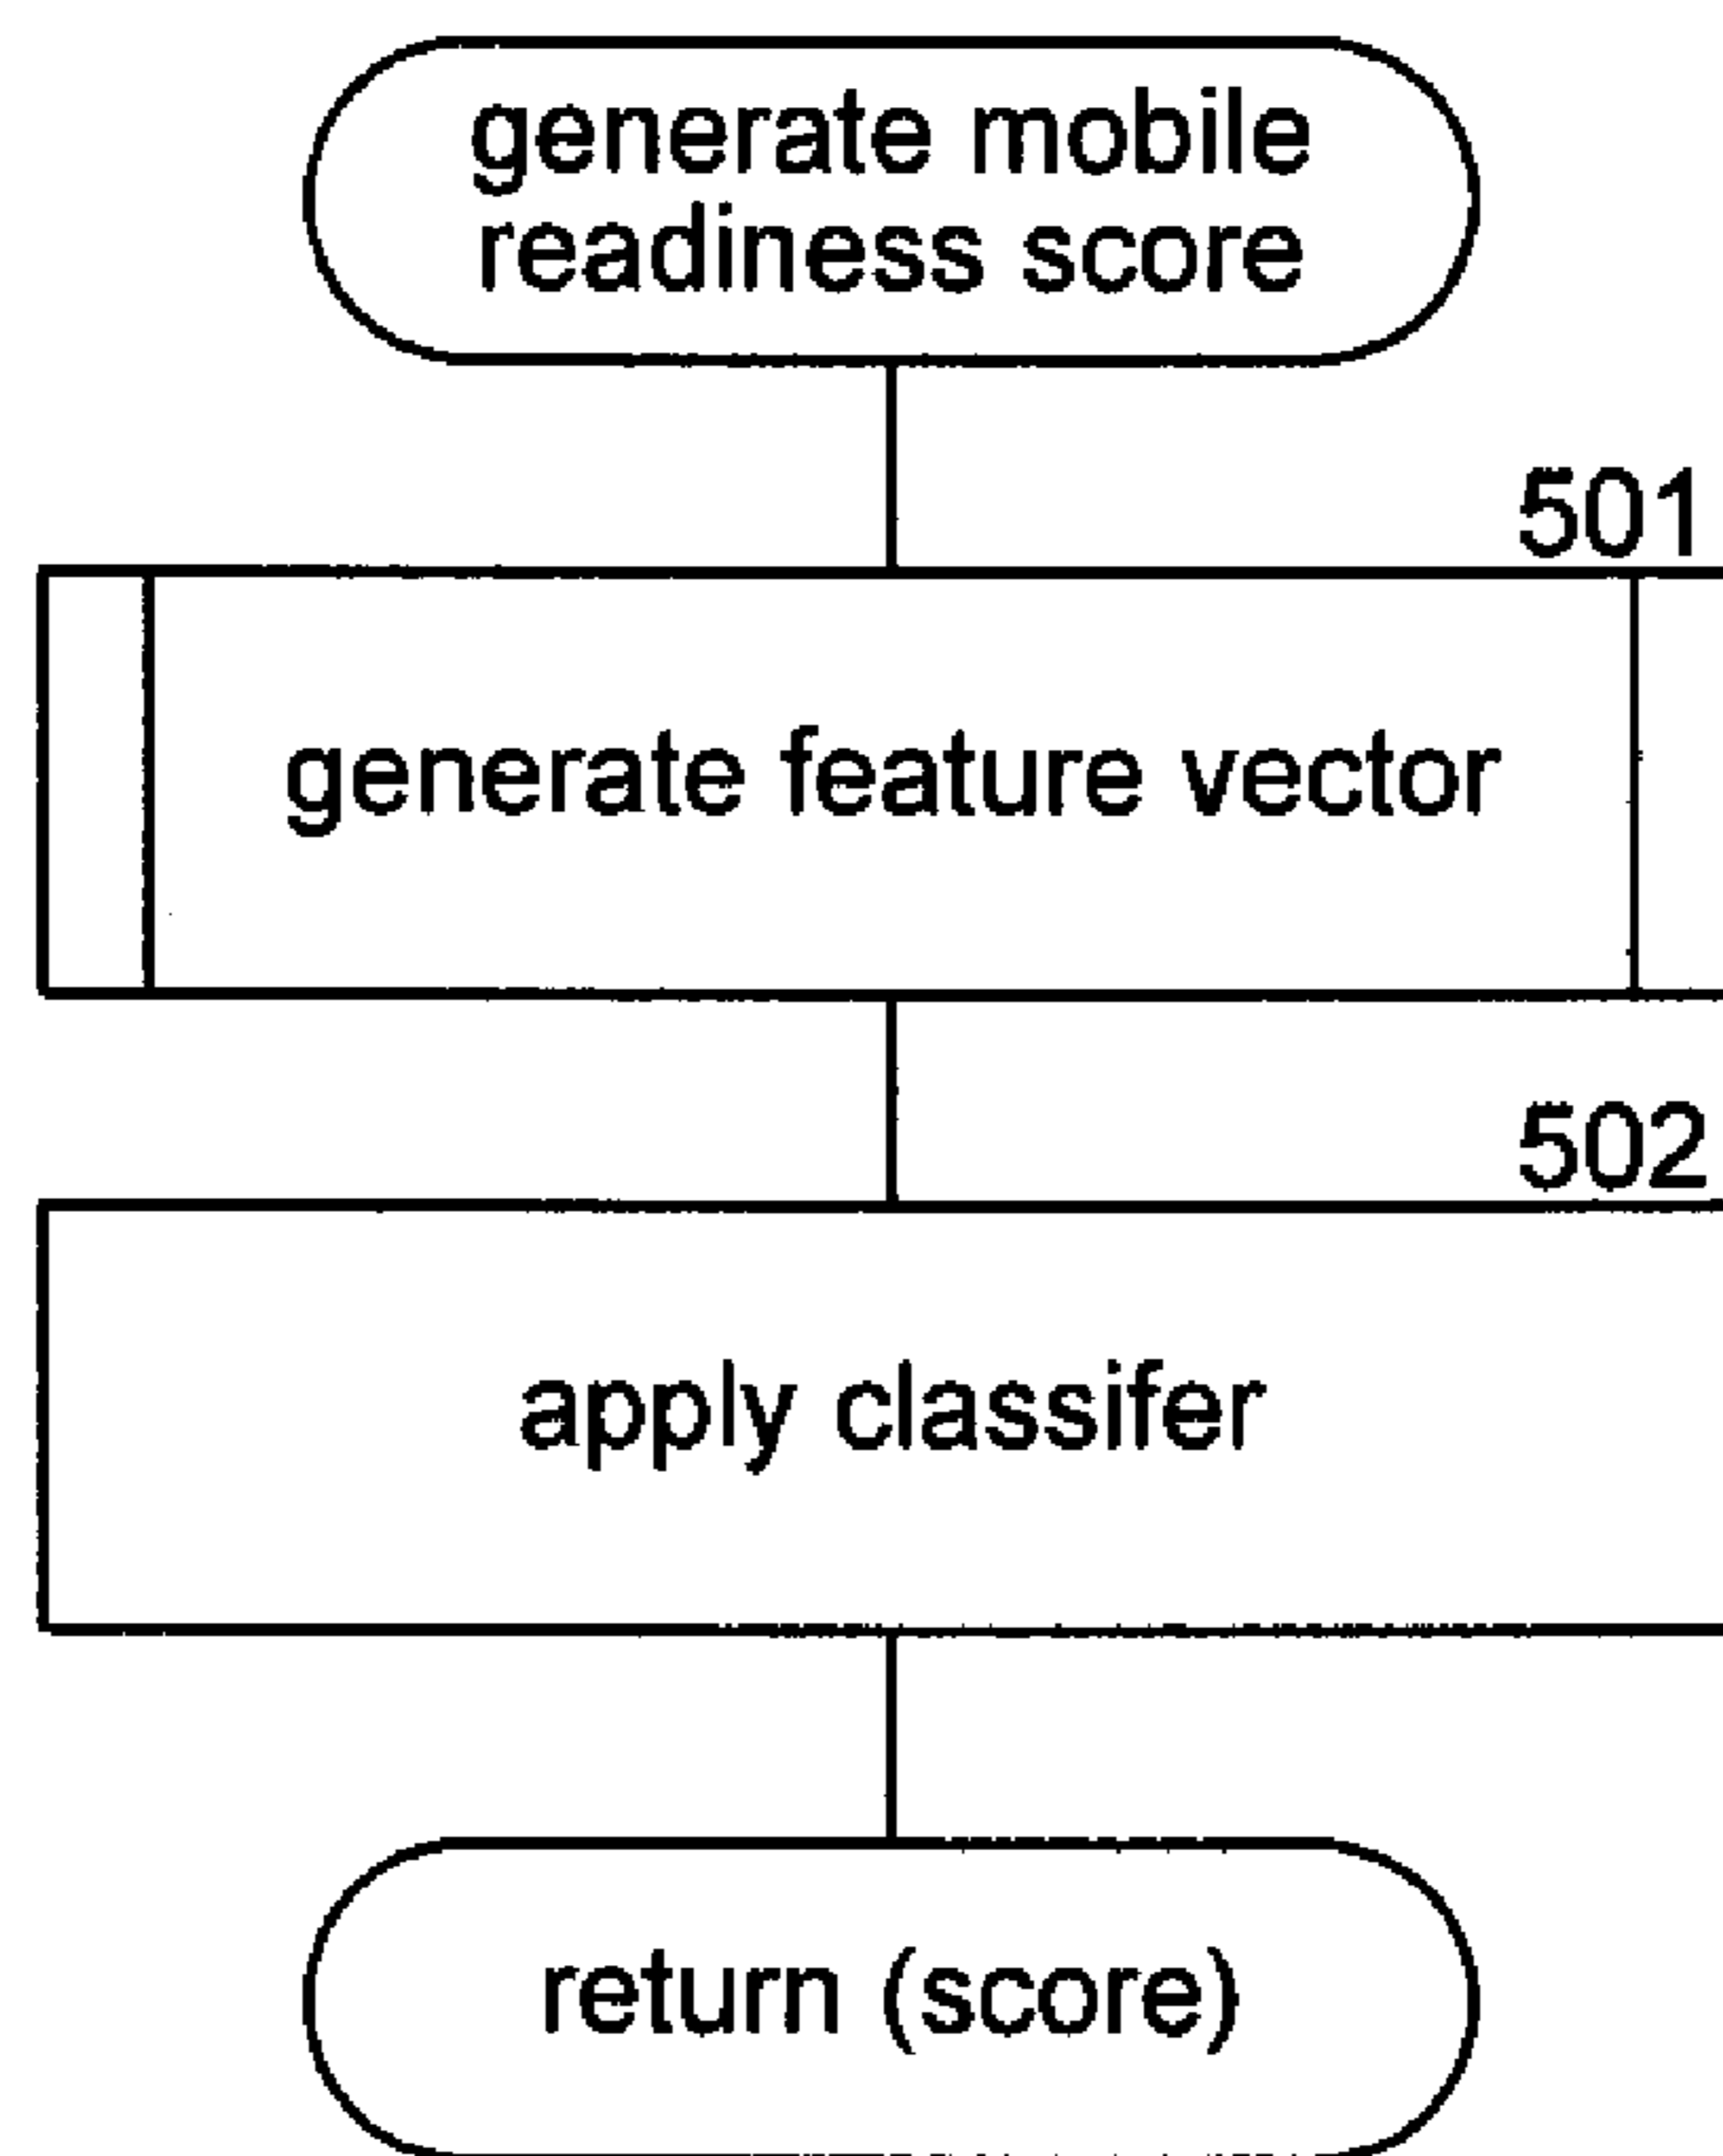 generate mobile
readiness score
501
generate feature vector
502
apply classifer
return (score)